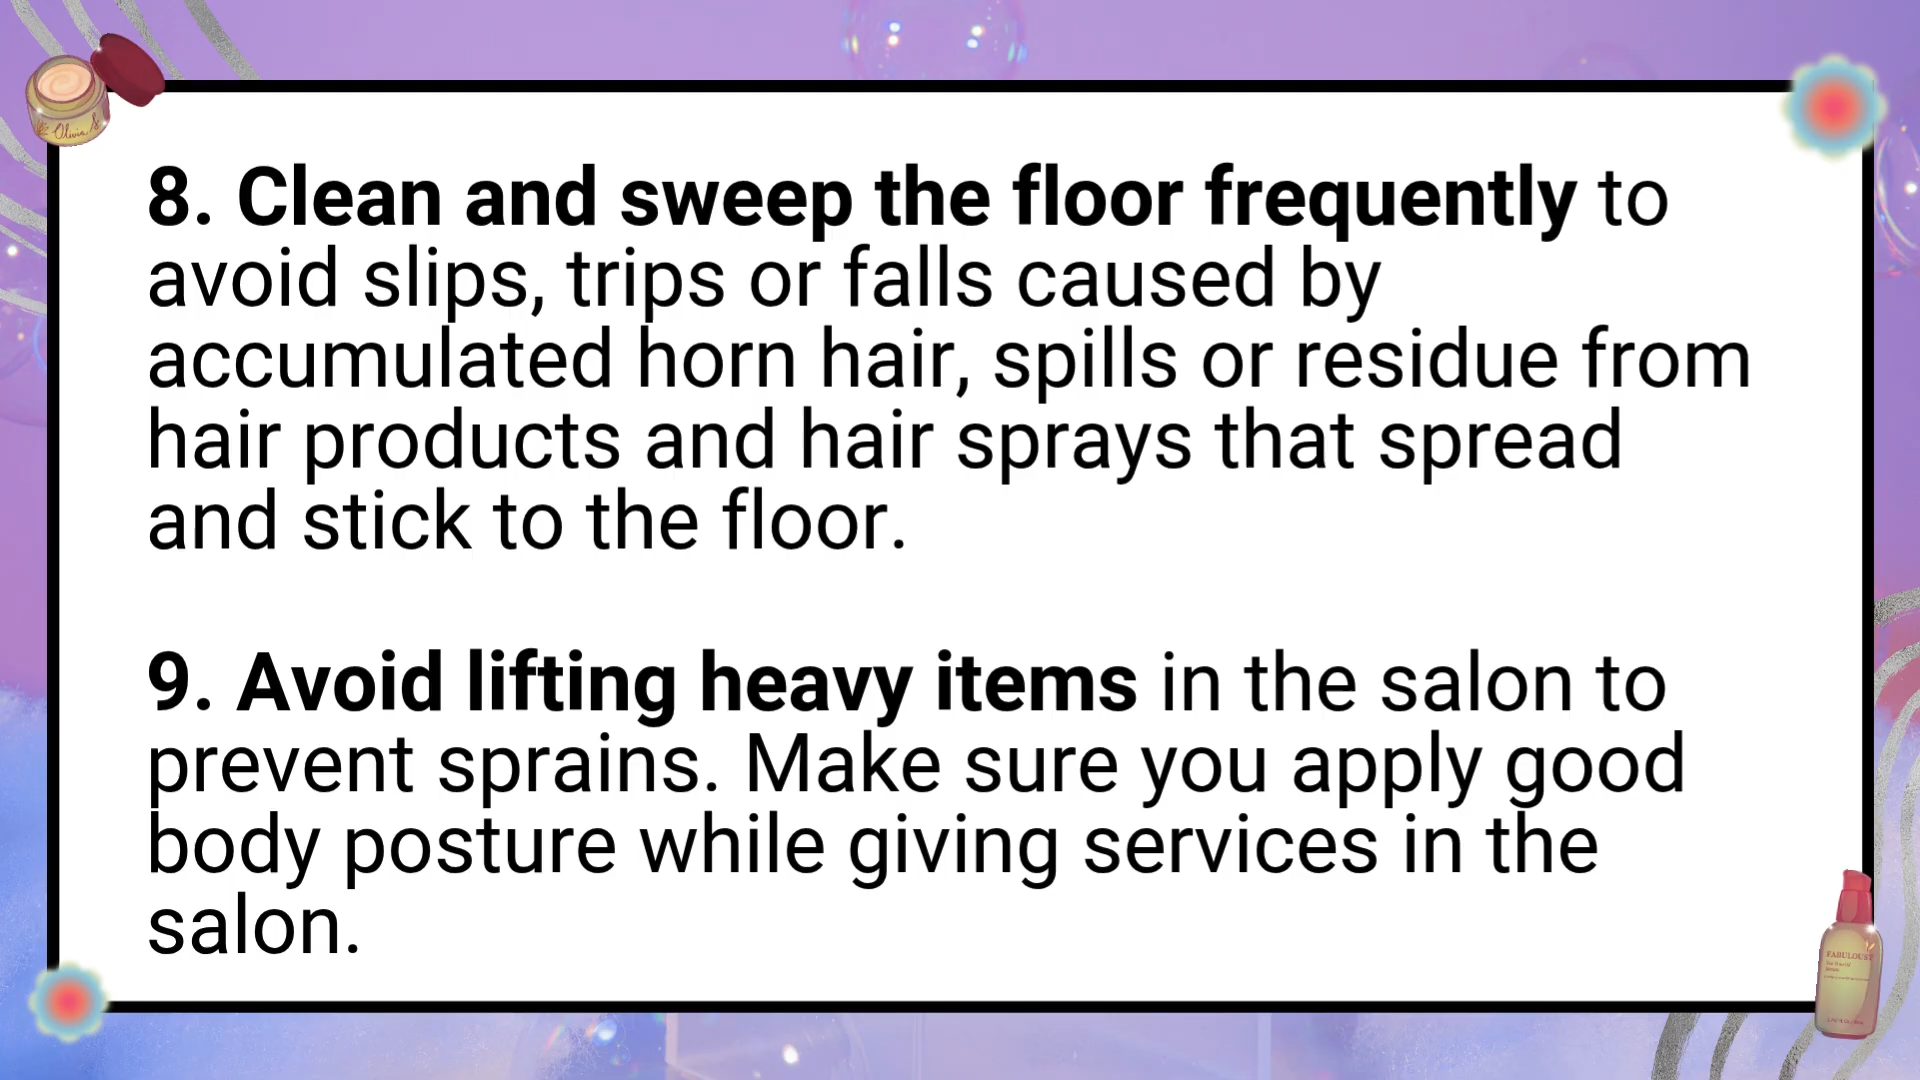 8. Clean and sweep the floor frequently to
avoid slips, trips or falls caused by
accumulated horn hair, spills or residue from
hair products and hair sprays that spread
and stick to the floor.
9. Avoid lifting heavy items in the salon to
prevent sprains. Make sure you apply good
body posture while giving services in the
salon.
Olivia
FABULOUS